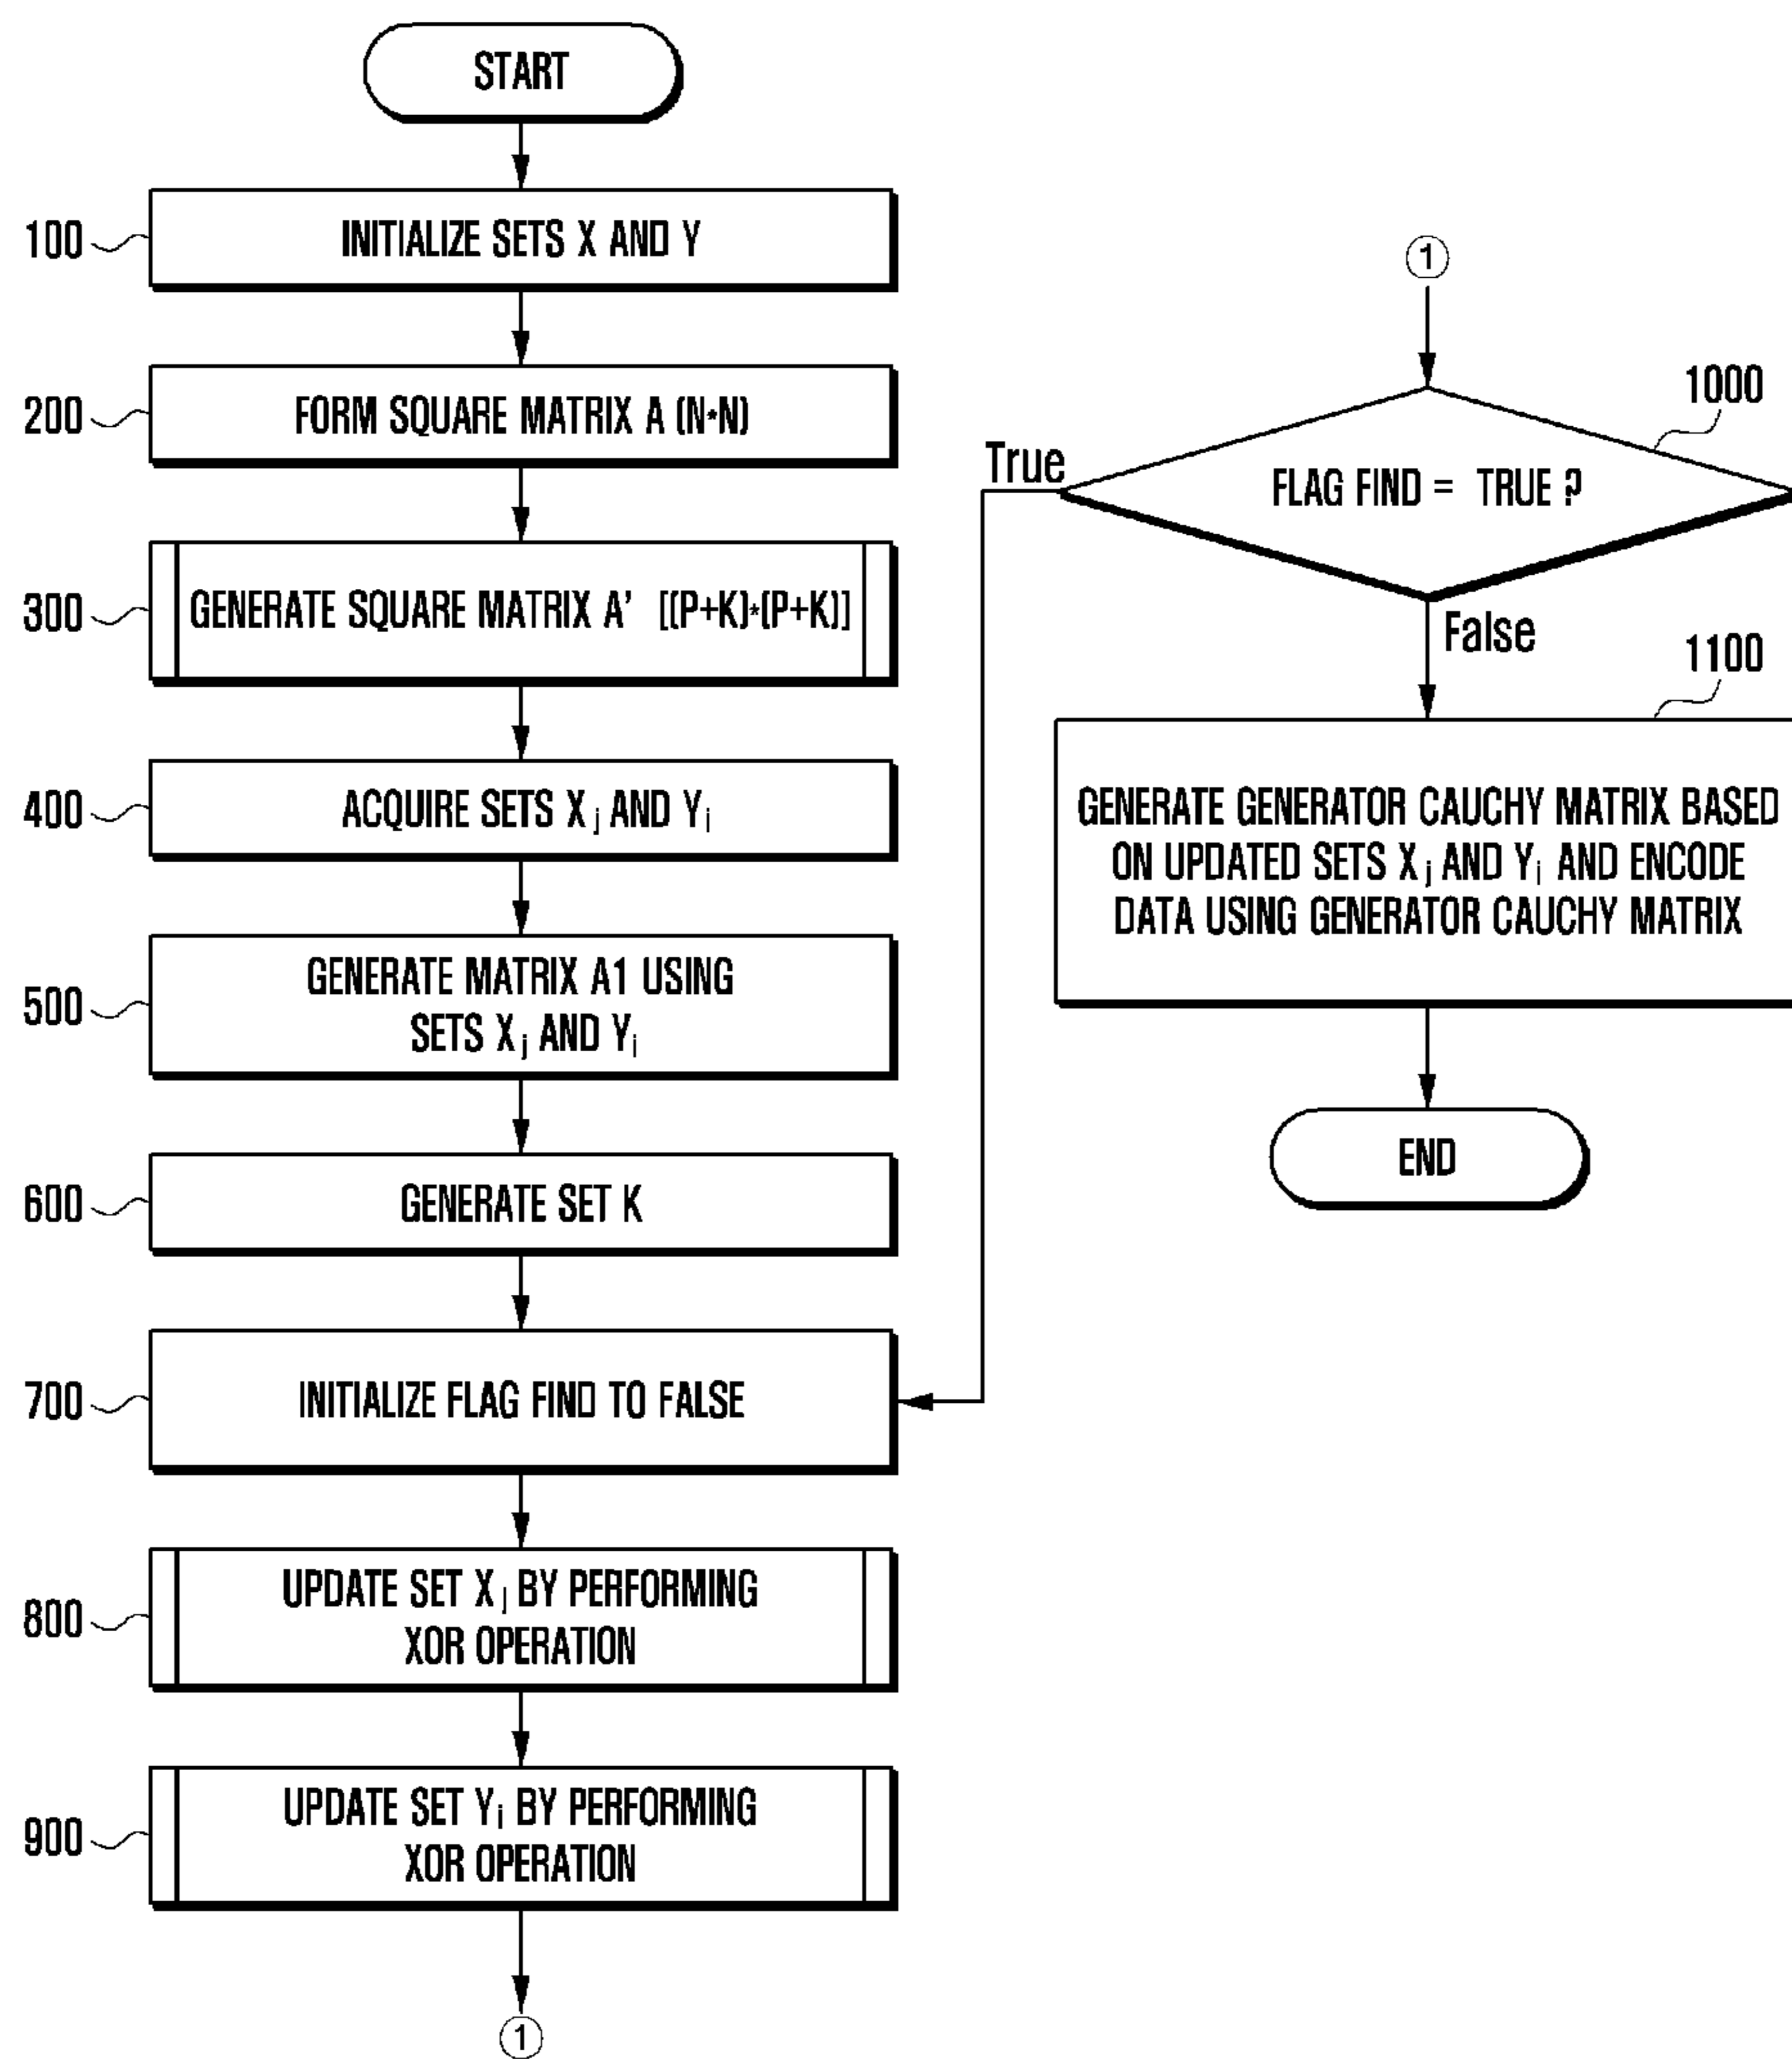 START
100
INITIALIZE SETS X AND Y
200
FORM SQUARE MATRIX A (N*N)
300
GENERATE SQUARE MATRIX A' [(P+K)*(P+K)]
400
ACQUIRE SETS Xj AND Yi
500
GENERATE MATRIX A1 USING
SETS Xj AND Yi
600
GENERATE SET K
700
INITIALIZE FLAG FIND TO FALSE
800
UPDATE SET Xj BY PERFORMING
XOR OPERATION
900
UPDATE SET Yi BY PERFORMING
XOR OPERATION
1
1
1000
True
FLAG FIND = TRUE ?
False
1100
GENERATE GENERATOR CAUCHY MATRIX BASED
ON UPDATED SETS Xj AND Yi AND ENCODE
DATA USING GENERATOR CAUCHY MATRIX
END